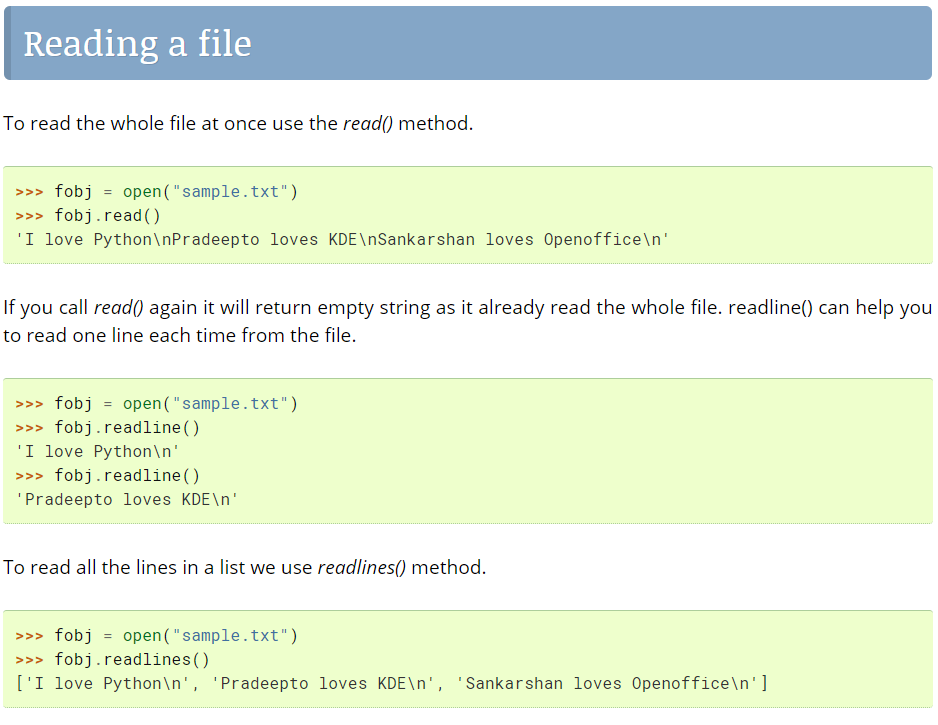 Reading a file
To read the whole file at once use the read() method.
>>> fobj = open("sample.txt")
>>> fobj.read()
'I love Python\nPradeepto loves KDE\nSankarshan loves Openoffice\n'
If you call read() again it will return empty string as it already read the whole file. readline() can help you
to read one line each time from the file.
>>> fobj = open("sample.txt")
>>> fobj.readline()
'I love Python\n'
>>> fobj.readline()
'Pradeepto loves KDE\n'
To read all the lines in a list we use readlines() method.
>>> fobj = open("sample.txt")
>>> fobj.readlines()
['I love Python\n', 'Pradeepto loves KDE\n', 'Sankarshan loves Openoffice\n']